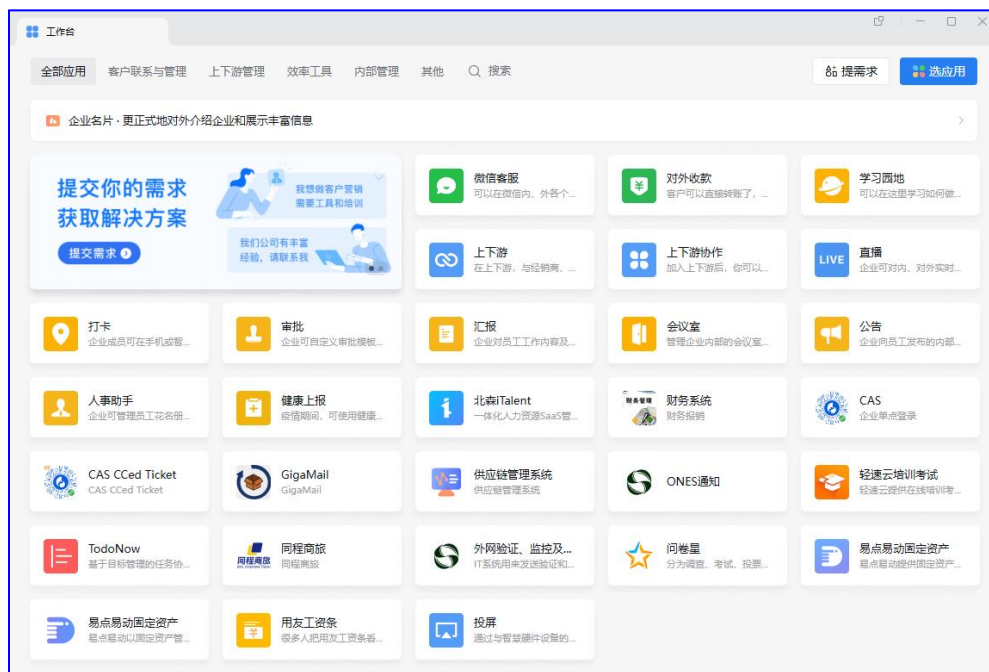 工作台
全部应用 客户联系与管理 上下游管理 效率工具 内部管理 其他 搜索 提需求 选应用
企业名片 · 更正式地对外介绍企业和展示丰富信息
提交你的需求
获取解决方案
提交需求
我想做客户营销
需要工具和培训
我们公司有丰富
经验，请联系我
微信客服
可以在微信内、外各个...
对外收款
客户可以直接转账了，...
学习园地
可以在这里学习如何做...
上下游
在上下游，与经销商、...
上下游协作
加入上下游后，你可以...
LIVE
直播
企业可对内、对外实时...
打卡
企业成员可在手机或智...
审批
企业可自定义审批模板...
汇报
企业对员工工作内容及...
会议室
管理企业内部的会议室...
公告
企业向员工发布的内部...
人事助手
企业可管理员工花名册...
健康上报
疫情期间，可使用健康...
北森iTalent
一体化人力资源SaaS管...
财务管理
财务系统
财务报销
CAS
企业单点登录
CAS CCed Ticket
CAS CCed Ticket
GigaMail
GigaMail
供应链管理系统
供应链管理系统
ONES通知
轻速云培训考试
轻速云提供在线培训考...
TodoNow
基于目标管理的任务协...
同程商旅
同程商旅
同程商旅
外网验证、监控及...
IT系统用来发送验证和...
问卷星
分为调查、考试、投票...
易点易动固定资产
易点易动提供固定资产...
易点易动固定资产
易点易动以固定资产管...
用友工资条
很多人把用友工资条看...
投屏
通过与智慧硬件设备的...